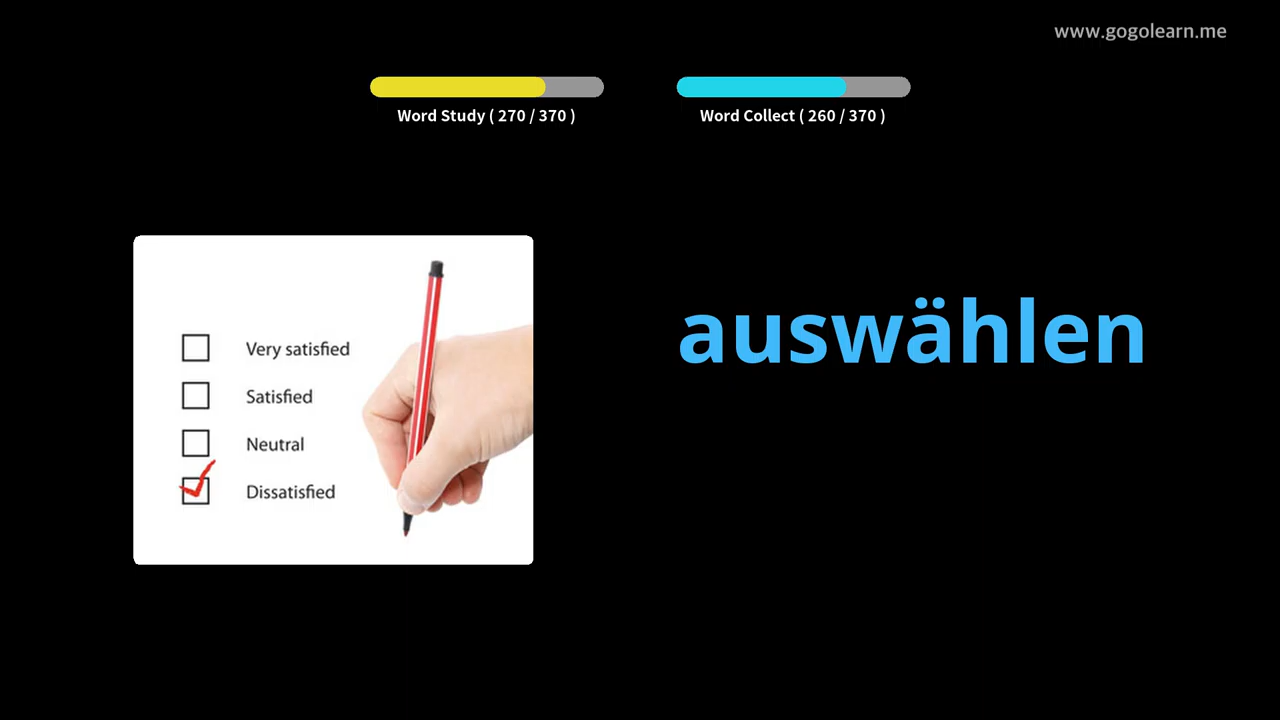 www.gogolearn.me
Word Study ( 270 / 370 )
Word Collect ( 260 / 370 )
auswählen
Very satisfied
Satisfied
Neutral
Dissatisfied